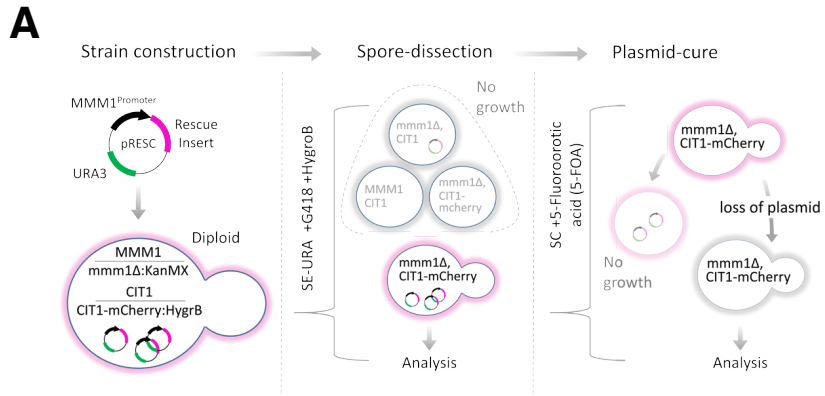 A
Strain construction
Spore-dissection
Plasmid-cure
MMM1Promoter
pRESC
Rescue
Insert
URA3
Diploid
MMM1
mmm1Δ:KanMX
CIT1
CIT1-mCherry:HygrB
SE-URA +G418 +HygroB
No
growth
mmm1Δ,
CIT1
MMM1
CIT1
mmm1Δ,
CIT1-
mcherry
mmm1Δ,
CIT1-mCherry
Analysis
SC +5-Fluoroorotic
acid (5-FOA)
mmm1Δ,
CIT1-mCherry
loss of plasmid
No
growth
mmm1Δ,
CIT1-mCherry
Analysis